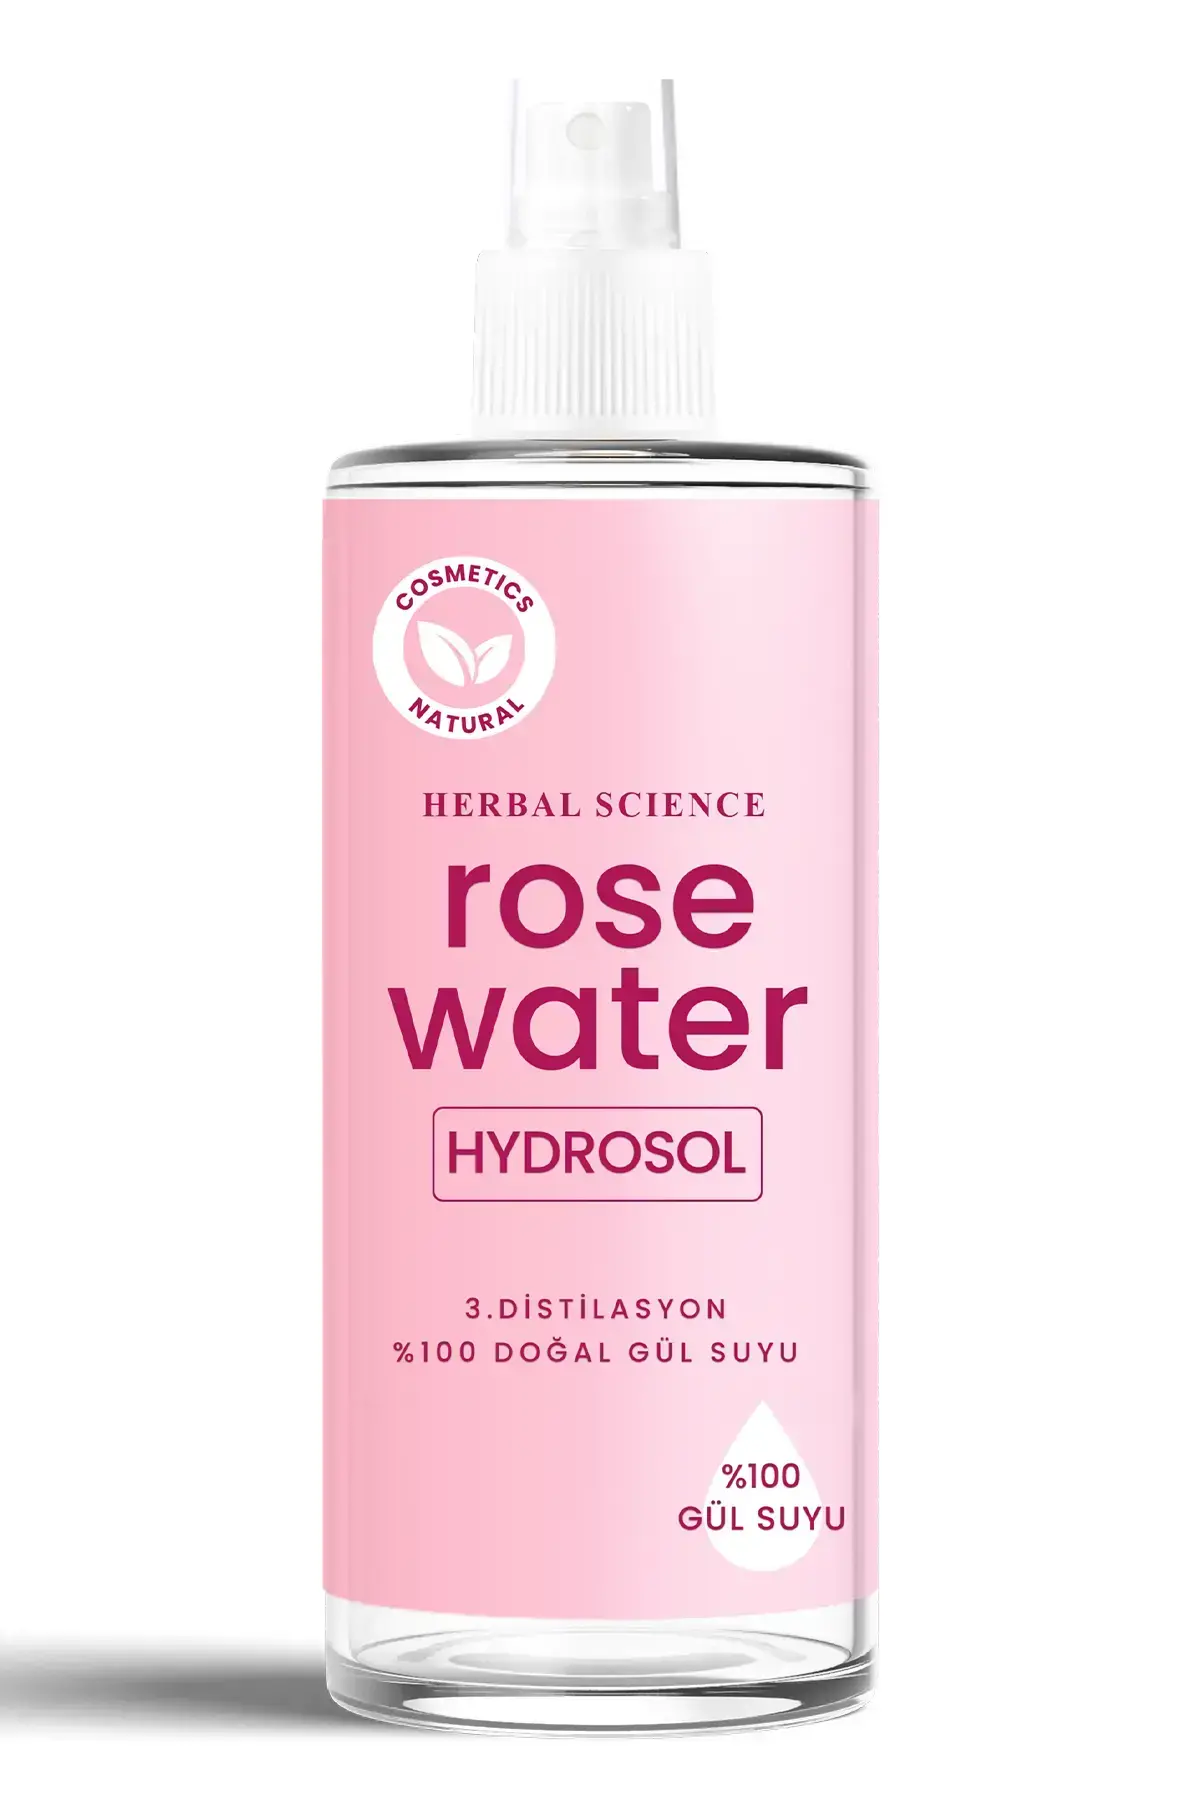 COSMETICS
NATURAL
HERBAL SCIENCE
rose
water
HYDROSOL
3.DİSTİLASYON
%100 DOĞAL GÜL SUYU
%100
GÜL SUYU